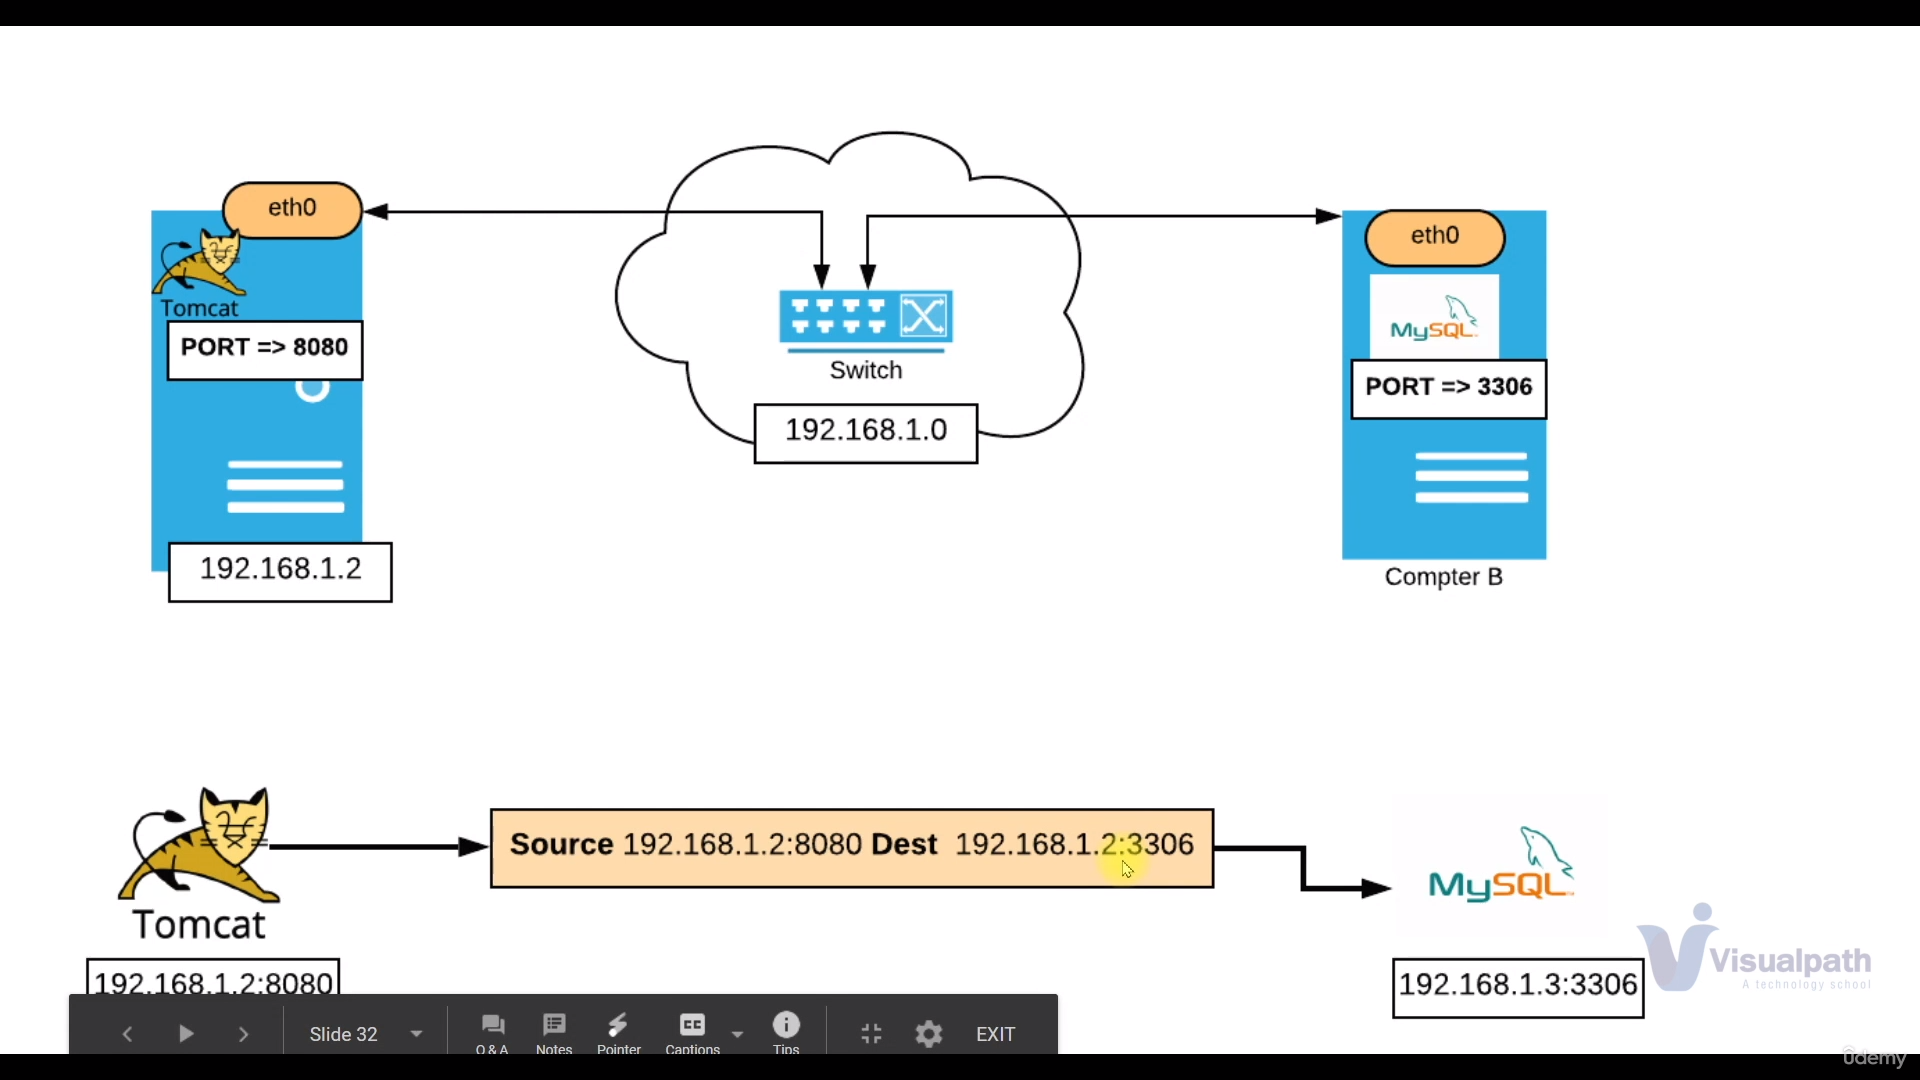 eth0
Tomcat
PORT => 8080
192.168.1.2
Switch
192.168.1.0
eth0
MySQL
PORT => 3306
Compter B
Tomcat
192.168.1.2:8080
Source 192.168.1.2:8080 Dest 192.168.1.2:3306
MySQL
192.168.1.3:3306
Visualpath
A technology school
Slide 32
Q & A
Notes
Pointer
CC
Captions
Tips
EXIT
ûdemy